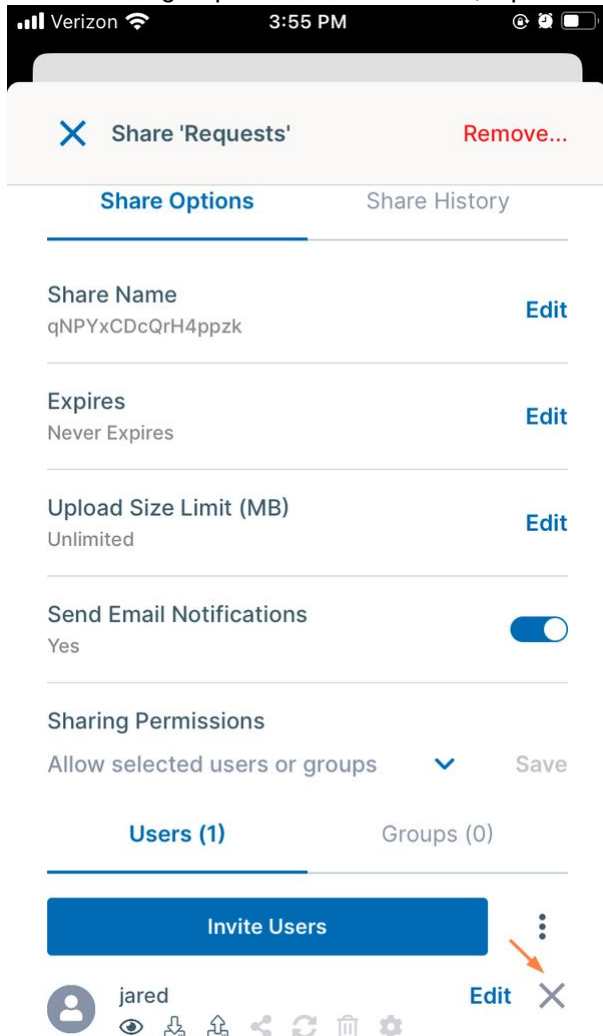 Verizon 3:55 PM
Share 'Requests' Remove...
Share Options Share History
Share Name
qNPYxCDcQrH4ppzk
Edit
Expires
Never Expires
Edit
Upload Size Limit (MB)
Unlimited
Edit
Send Email Notifications
Yes
Sharing Permissions
Allow selected users or groups Save
Users (1) Groups (0)
Invite Users
jared Edit